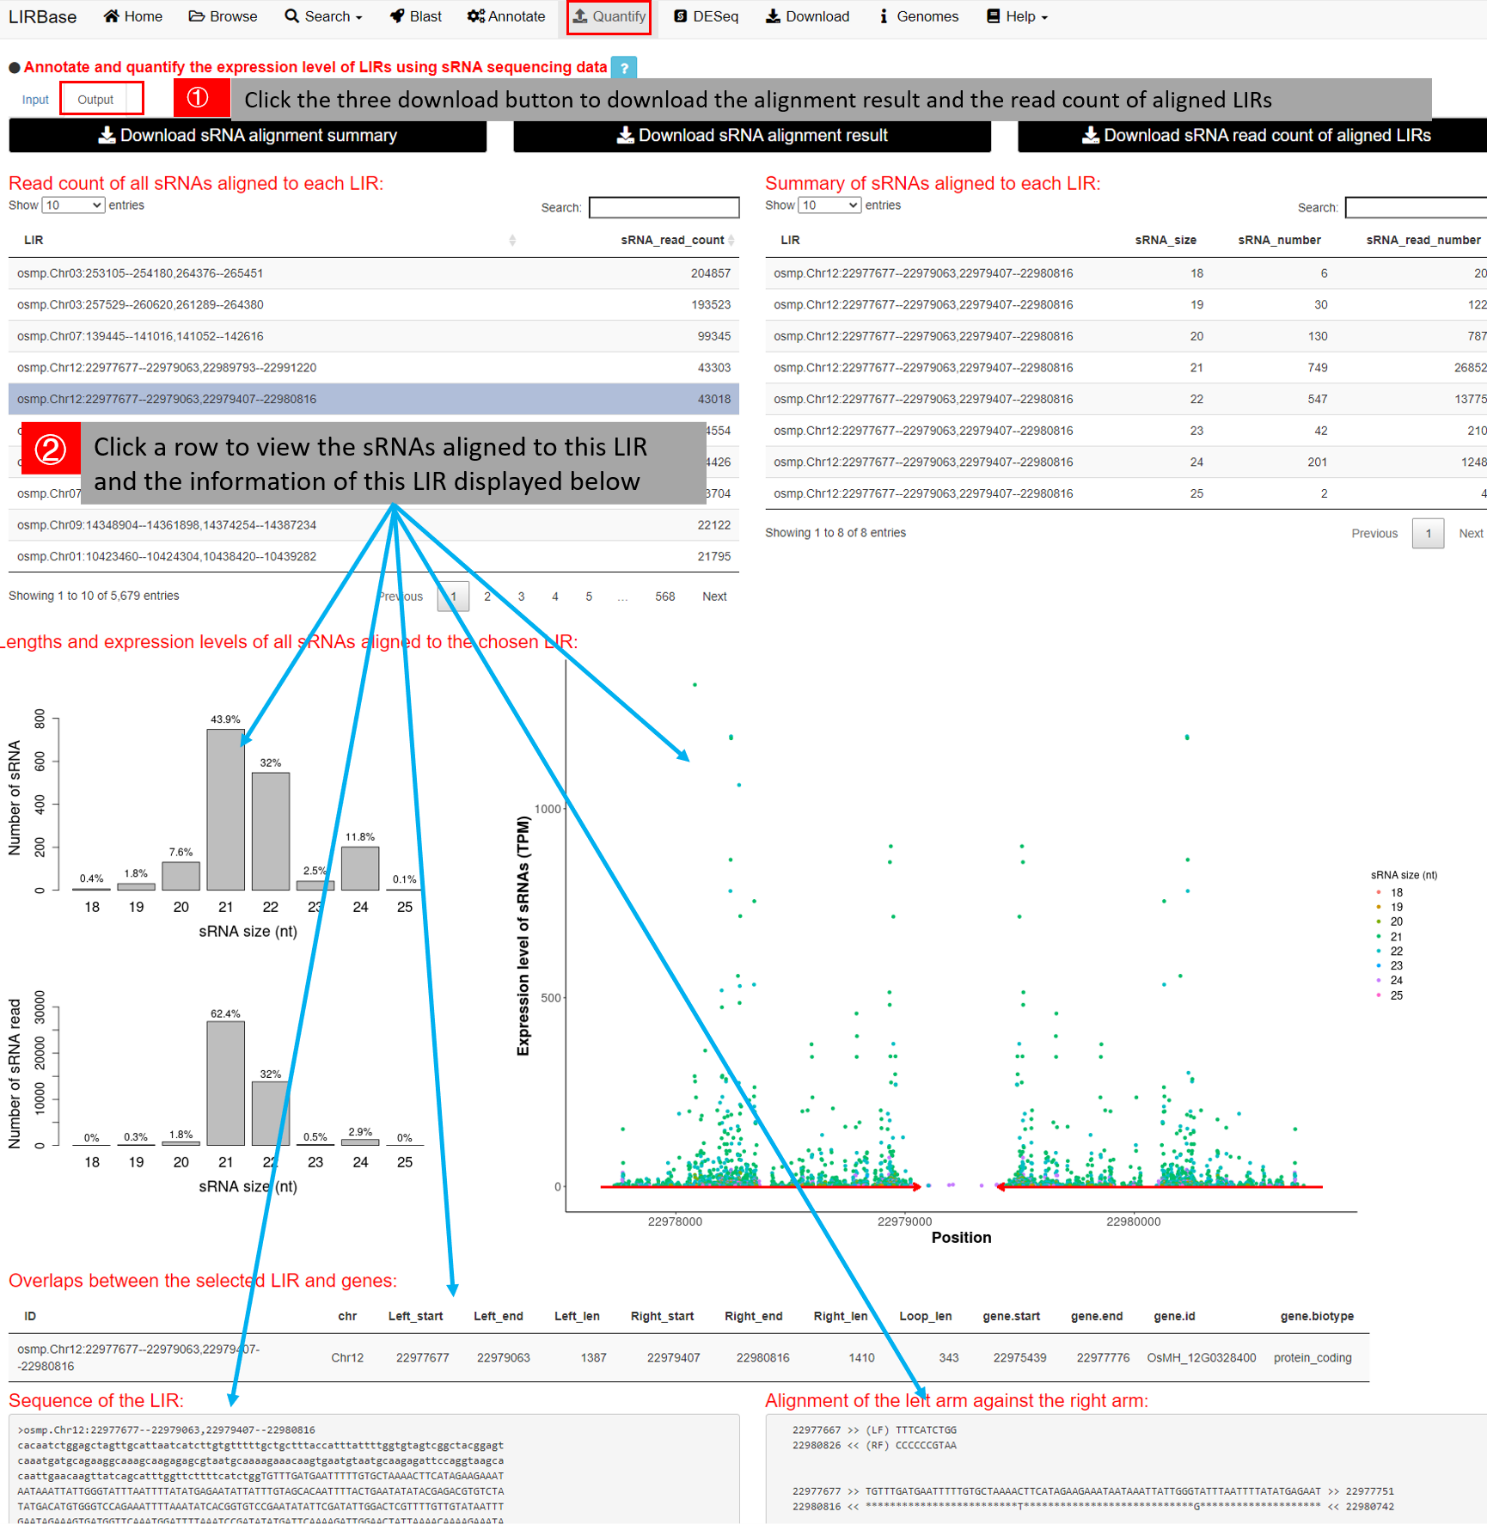 LIRBase Home Browse Search Blast Annotate Quantify DESeq Download Genomes Help
Annotate and quantify the expression level of LIRs using sRNA sequencing data ?
Input Output ① Click the three download button to download the alignment result and the read count of aligned LIRs
Download sRNA alignment summary Download sRNA alignment result Download sRNA read count of aligned LIRs
Read count of all sRNAs aligned to each LIR:
Show 10 entries Search:
LIR sRNA_read_count
osmp.Chr03:253105--254180,264376--265451 204857
osmp.Chr03:257529--260620,261289--264380 193523
osmp.Chr07:139445--141016,141052--142616 99345
osmp.Chr12:22977677--22979063,22989793--22991220 43303
osmp.Chr12:22977677--22979063,22979407--22980816 43018
4554
4426
osmp.Chr07 3704
② Click a row to view the sRNAs aligned to this LIR
and the information of this LIR displayed below
osmp.Chr09:14348904--14361898,14374254--14387234 22122
osmp.Chr01:10423460--10424304,10438420--10439282 21795
Showing 1 to 10 of 5,679 entries Previous 1 2 3 4 5 ... 568 Next
Summary of sRNAs aligned to each LIR:
Show 10 entries Search:
LIR sRNA_size sRNA_number sRNA_read_number
osmp.Chr12:22977677--22979063,22979407--22980816 18 6 20
osmp.Chr12:22977677--22979063,22979407--22980816 19 30 122
osmp.Chr12:22977677--22979063,22979407--22980816 20 130 787
osmp.Chr12:22977677--22979063,22979407--22980816 21 749 26852
osmp.Chr12:22977677--22979063,22979407--22980816 22 547 13775
osmp.Chr12:22977677--22979063,22979407--22980816 23 42 210
osmp.Chr12:22977677--22979063,22979407--22980816 24 201 1248
osmp.Chr12:22977677--22979063,22979407--22980816 25 2 4
Showing 1 to 8 of 8 entries Previous 1 Next
Lengths and expression levels of all sRNAs aligned to the chosen LIR:
Number of sRNA
0 200 400 600 800
0.4% 1.8% 7.6% 43.9% 32% 2.5% 11.8% 0.1%
18 19 20 21 22 23 24 25
sRNA size (nt)
Number of sRNA read
0 10000 20000 30000
0% 0.3% 1.8% 62.4% 32% 0.5% 2.9% 0%
18 19 20 21 22 23 24 25
sRNA size (nt)
Expression level of sRNAs (TPM)
1000
500
0
22978000 22979000 22980000
Position
sRNA size (nt)
18
19
20
21
22
23
24
25
Overlaps between the selected LIR and genes:
ID chr Left_start Left_end Left_len Right_start Right_end Right_len Loop_len gene.start gene.end gene.id gene.biotype
osmp.Chr12:22977677--22979063,22979407-
-22980816 Chr12 22977677 22979063 1387 22979407 22980816 1410 343 22975439 22977776 OsMH_12G0328400 protein_coding
Sequence of the LIR:
>osmp.Chr12:22977677--22979063,22979407--22980816
cacaatctggagctagttgcattaatcatcttgtgtttttgctgctttaccatttattttggtgtagtcggctacggagt
caaatgatgcagaaggcaaagcaagagagcgtaatgcaaaagaaacaagtgaatgtaatgcaagagattccaggtaagca
caattgaacaagttatcagcatttggttcttttcatctggTGTTTGATGAATTTTTGTGCTAAAACTTCATAGAAGAAAT
AATAAATTATTGGGTATTTAATTTTATATGAGAATATTATTTGTAGCACAATTTTACTGAATATATACGAGACGTGTCTA
TATGACATGTGGGTCCAGAAATTTTAAATATCACGGTGTCCGAATATATTCGATATTGGACTCGTTTTGTTGTATAATTT
GAATAGAAAGTGATGGTTCAAATGGATTTTAAATCCGATATATGATTCAAAAGATTGGAACTATTAAAACAAAAGAAATA
Alignment of the left arm against the right arm:
22977667 >> (LF) TTTCATCTGG
22980826 << (RF) CCCCCCGTAA
22977677 >> TGTTTGATGAATTTTTGTGCTAAAACTTCATAGAAGAAATAATAAATTATTGGGTATTTAATTTTATATGAGAAT >> 22977751
22980816 << **************************T*****************************G******************** << 22980742